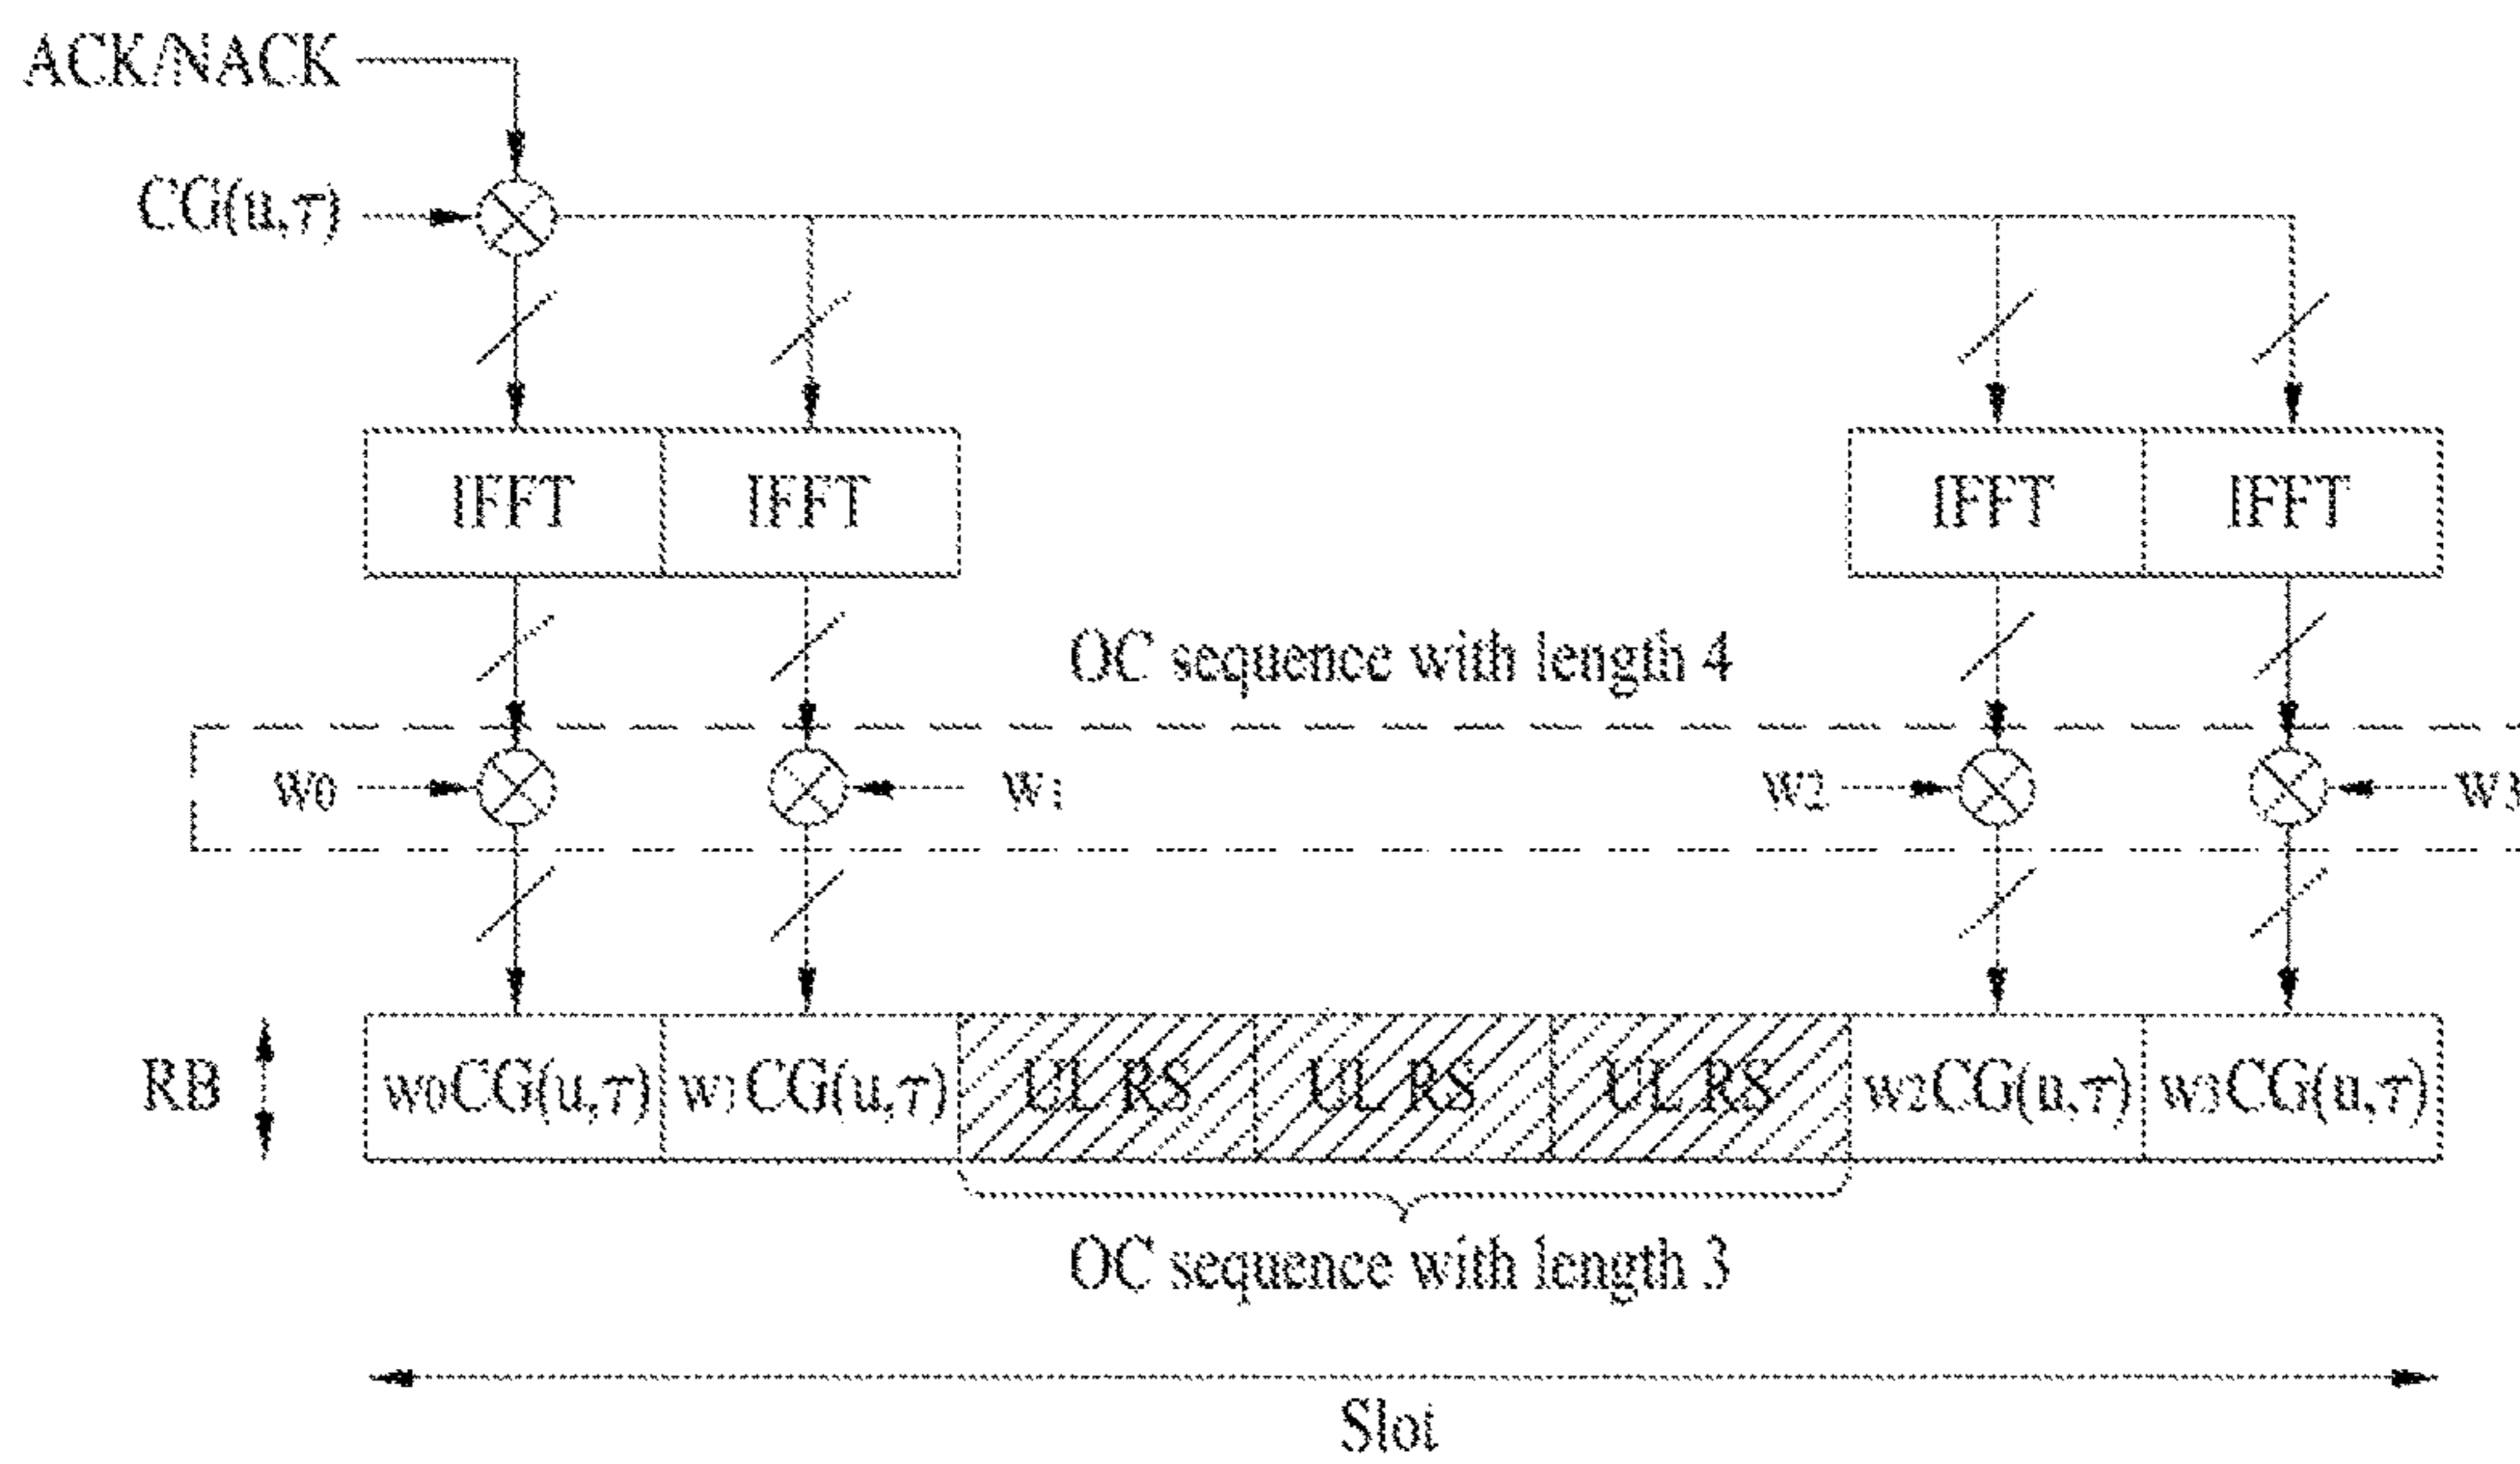 ACK/NACK
CG(u,τ)
IFFT IFFT IFFT IFFT
OC sequence with length 4
W0 W1 W2 W3
RB w0CG(u,τ) w1CG(u,τ) UL RS UL RS UL RS w2CG(u,τ) w3CG(u,τ)
OC sequence with length 3
Slot